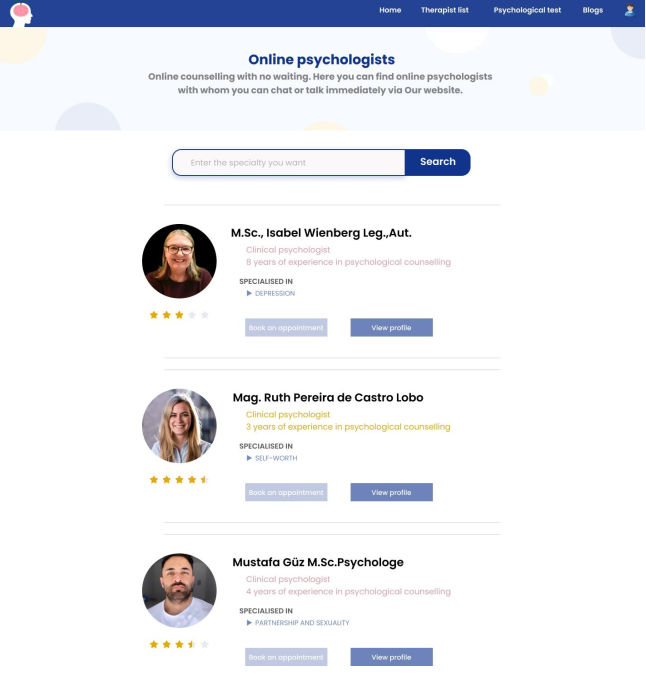 Home Therapist list Psychological test Blogs
Online psychologists
Online counselling with no waiting. Here you can find online psychologists
with whom you can chat or talk immediately via Our website.
Enter the specialty you want Search
M.Sc., Isabel Wienberg Leg.,Aut.
Clinical psychologist
8 years of experience in psychological counselling
SPECIALISED IN
▶ DEPRESSION
Book an appointment View profile
Mag. Ruth Pereira de Castro Lobo
Clinical psychologist
3 years of experience in psychological counselling
SPECIALISED IN
▶ SELF-WORTH
Book an appointment View profile
Mustafa Güz M.Sc.Psychologe
Clinical psychologist
4 years of experience in psychological counselling
SPECIALISED IN
▶ PARTNERSHIP AND SEXUALITY
Book an appointment View profile